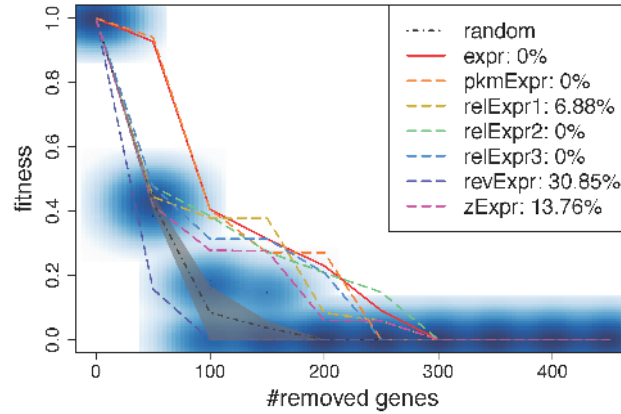 fitness
1.0
0.8
0.6
0.4
0.2
0.0
random
expr: 0%
pkmExpr: 0%
relExpr1: 6.88%
relExpr2: 0%
relExpr3: 0%
revExpr: 30.85%
zExpr: 13.76%
0 100 200 300 400
#removed genes